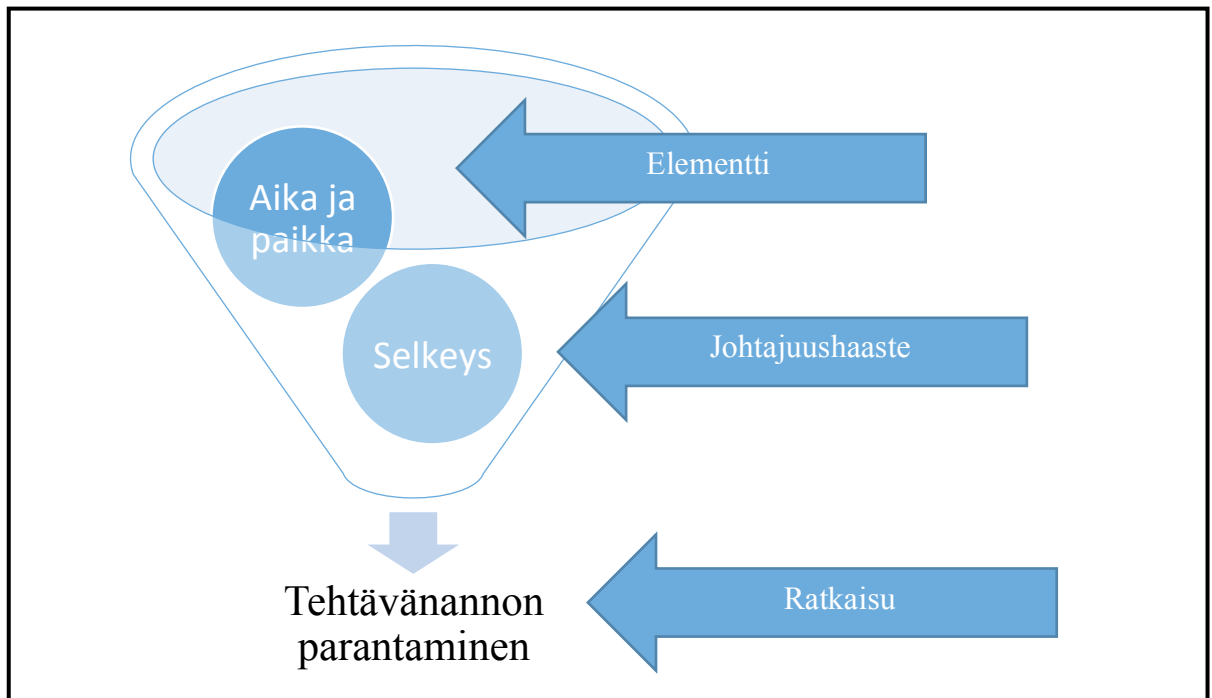 Elementti
Aika ja
paikka
Johtajuushaaste
Selkeys
Ratkaisu
Tehtävänannon
parantaminen